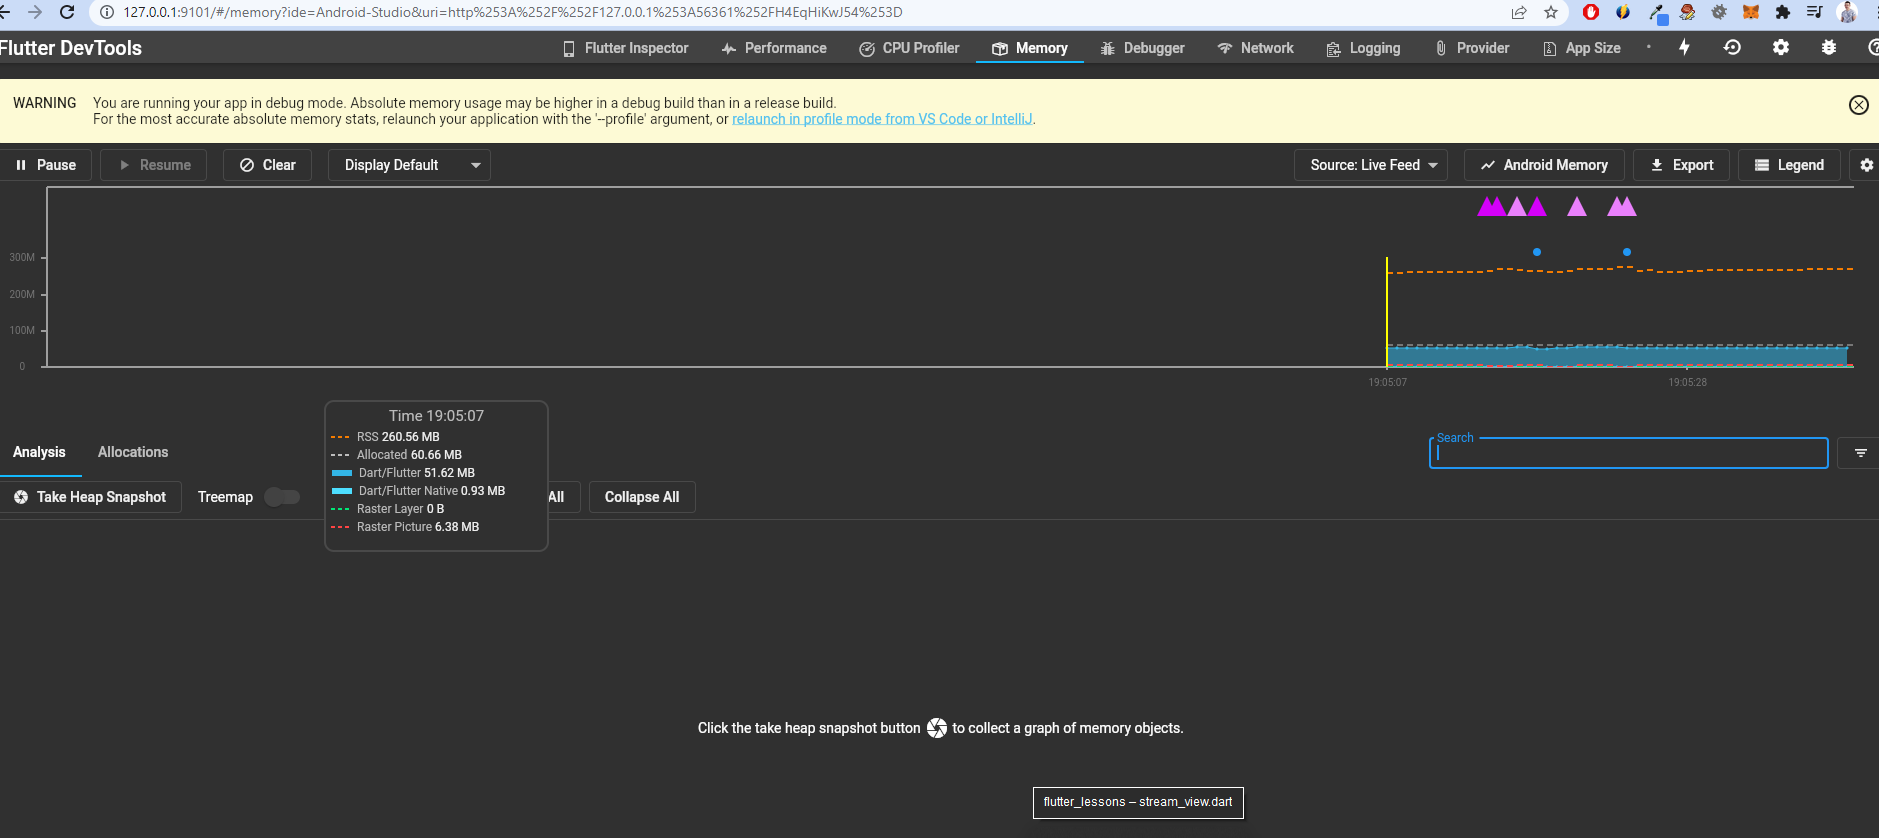 127.0.0.1:9101/#/memory?ide=Android-Studio&uri=http%253A%252F%252F127.0.0.1%253A56361%252FH4EqHiKwJ54%253D
Flutter DevTools
Flutter Inspector
Performance
CPU Profiler
Memory
Debugger
Network
Logging
Provider
App Size
WARNING
You are running your app in debug mode. Absolute memory usage may be higher in a debug build than in a release build.
For the most accurate absolute memory stats, relaunch your application with the '--profile' argument, or relaunch in profile mode from VS Code or IntelliJ.
Pause
Resume
Clear
Display Default
Source: Live Feed
Android Memory
Export
Legend
300M
200M
100M
0
19:05:07
19:05:28
Time 19:05:07
RSS 260.56 MB
Allocated 60.66 MB
Dart/Flutter 51.62 MB
Dart/Flutter Native 0.93 MB
Raster Layer 0 B
Raster Picture 6.38 MB
Analysis
Allocations
Search
Take Heap Snapshot
Treemap
All
Collapse All
Click the take heap snapshot button to collect a graph of memory objects.
flutter_lessons – stream_view.dart